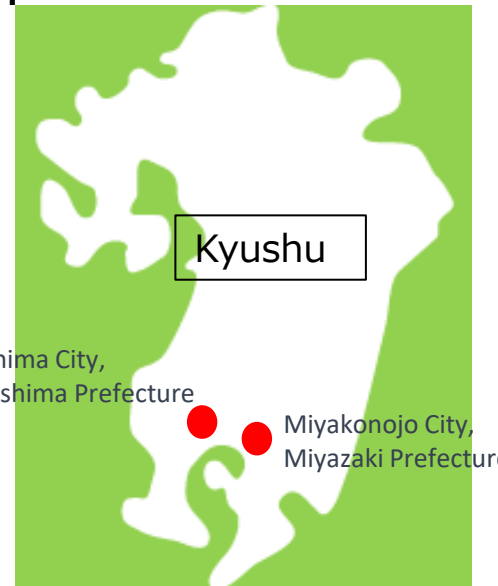 Kyushu
hima City,
shima Prefecture
Miyakonojo City,
Miyazaki Prefectur